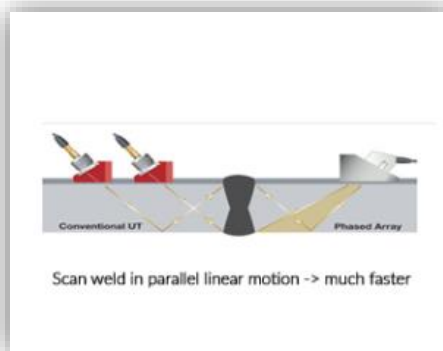 Conventional UT
Phased Array
Scan weld in parallel linear motion -> much faster